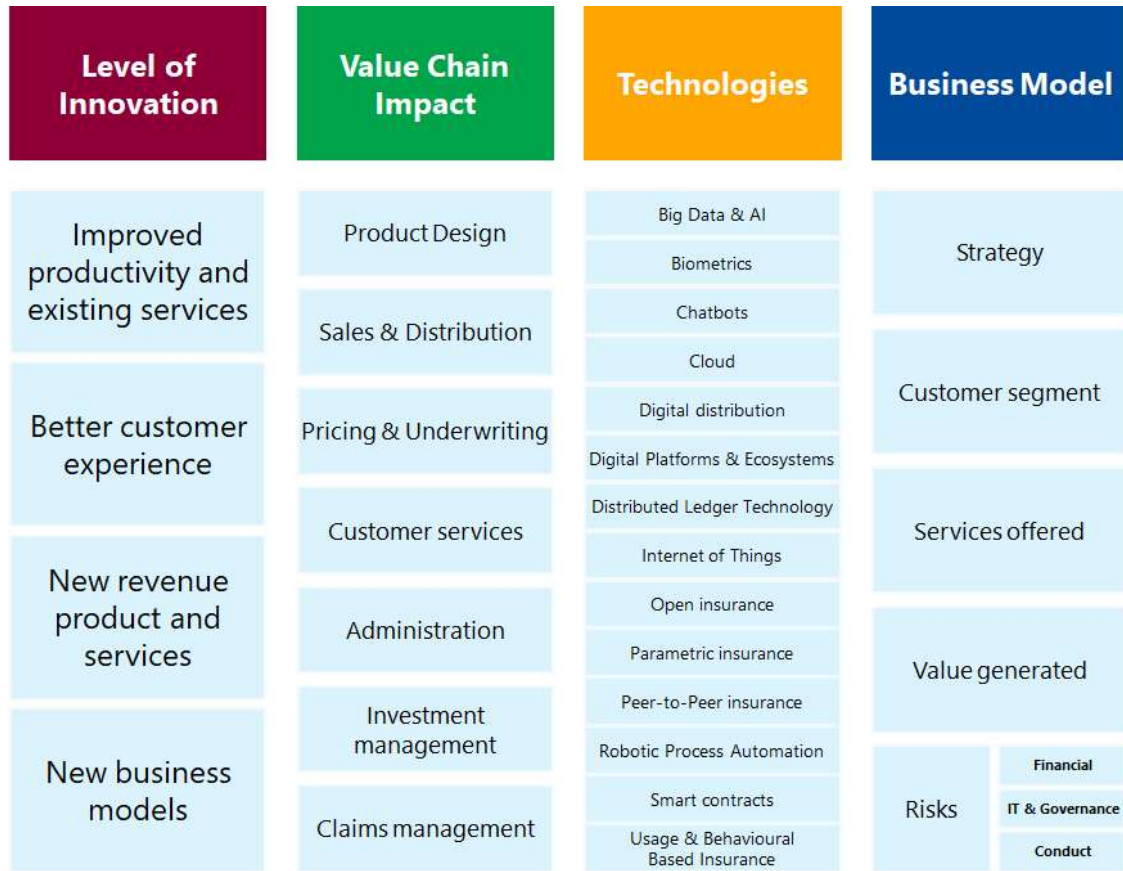 Level of
Innovation
Improved
productivity and
existing services
Better customer
experience
New revenue
product and
services
New business
models
Value Chain
Impact
Product Design
Sales & Distribution
Pricing & Underwriting
Customer services
Administration
Investment
management
Claims management
Technologies
Big Data & AI
Biometrics
Chatbots
Cloud
Digital distribution
Digital Platforms & Ecosystems
Distributed Ledger Technology
Internet of Things
Open insurance
Parametric insurance
Peer-to-Peer insurance
Robotic Process Automation
Smart contracts
Usage & Behavioural
Based Insurance
Business Model
Strategy
Customer segment
Services offered
Value generated
Risks
Financial
IT & Governance
Conduct